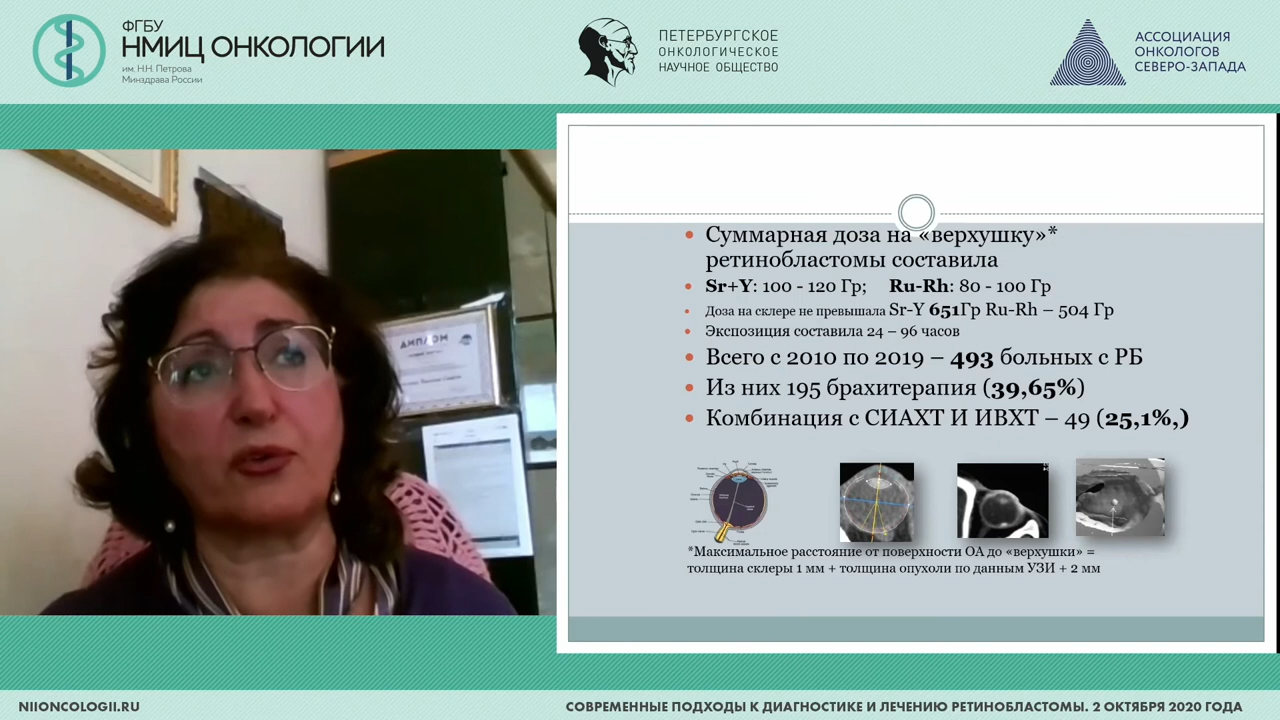 ФГБУ
НМИЦ ОНКОЛОГИИ
им. Н.Н. Петрова
Минздрава России
ПЕТЕРБУРГСКОЕ
ОНКОЛОГИЧЕСКОЕ
НАУЧНОЕ ОБЩЕСТВО
АССОЦИАЦИЯ
ОНКОЛОГОВ
СЕВЕРО-ЗАПАДА
ДИПЛОМ
Суммарная доза на «верхушку»*
ретинобластомы составила
Sr+Y: 100 - 120 Гр; Ru-Rh: 80 - 100 Гр
Доза на склере не превышала Sr-Y 651Гр Ru-Rh – 504 Гр
Экспозиция составила 24 – 96 часов
Всего с 2010 по 2019 – 493 больных с РБ
Из них 195 брахитерапия (39,65%)
Комбинация с СИАХТ И ИВХТ – 49 (25,1%,)
*Максимальное расстояние от поверхности ОА до «верхушки» =
толщина склеры 1 мм + толщина опухоли по данным УЗИ + 2 мм
NIIONCOLOGII.RU
СОВРЕМЕННЫЕ ПОДХОДЫ К ДИАГНОСТИКЕ И ЛЕЧЕНИЮ РЕТИНОБЛАСТОМЫ. 2 ОКТЯБРЯ 2020 ГОДА